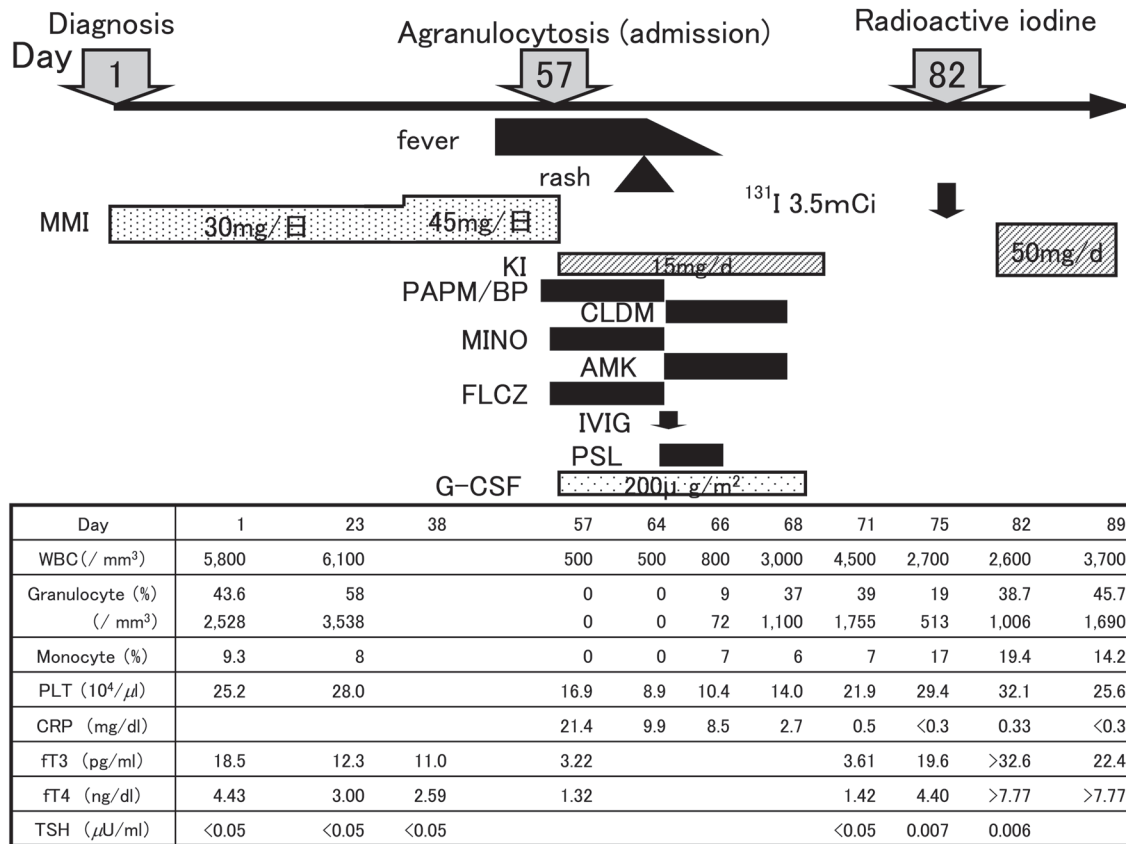 Diagnosis
Agranulocytosis (admission)
Radioactive iodine
Day
1
57
82
fever
rash
¹³¹I 3.5mCi
MMI
30mg/日
45mg/日
50mg/d
KI
15mg/d
PAPM/BP
CLDM
MINO
AMK
FLCZ
IVIG
PSL
G-CSF
200μ g/m²
Day 1 23 38 57 64 66 68 71 75 82 89
WBC(/ mm³) 5,800 6,100 500 500 800 3,000 4,500 2,700 2,600 3,700
Granulocyte (%) 43.6 58 0 0 9 37 39 19 38.7 45.7
(/ mm³) 2,528 3,538 0 0 72 1,100 1,755 513 1,006 1,690
Monocyte (%) 9.3 8 0 0 7 6 7 17 19.4 14.2
PLT (10⁴/μl) 25.2 28.0 16.9 8.9 10.4 14.0 21.9 29.4 32.1 25.6
CRP (mg/dl) 21.4 9.9 8.5 2.7 0.5 <0.3 0.33 <0.3
fT3 (pg/ml) 18.5 12.3 11.0 3.22 3.61 19.6 >32.6 22.4
fT4 (ng/dl) 4.43 3.00 2.59 1.32 1.42 4.40 >7.77 >7.77
TSH (μU/ml) <0.05 <0.05 <0.05 <0.05 0.007 0.006